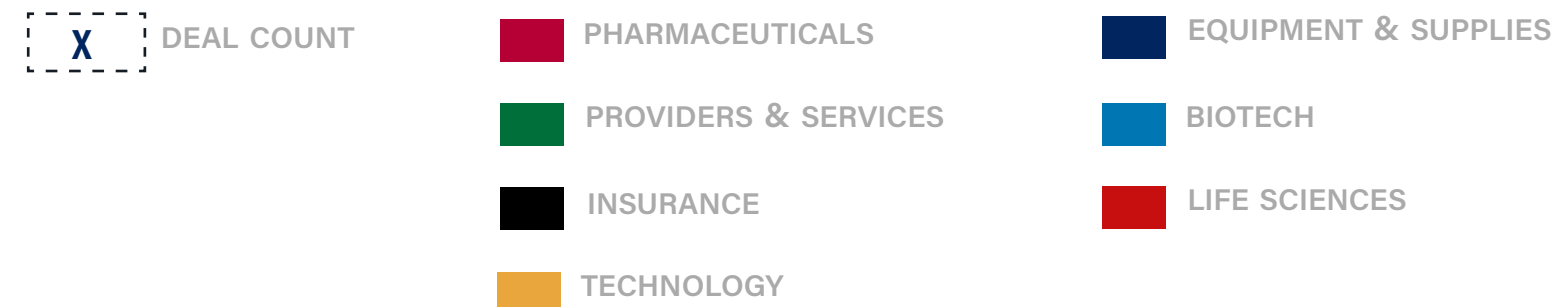 X
DEAL COUNT
PHARMACEUTICALS
EQUIPMENT & SUPPLIES
PROVIDERS & SERVICES
BIOTECH
INSURANCE
LIFE SCIENCES
TECHNOLOGY